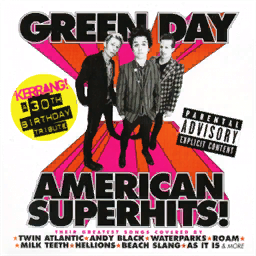 GREEN DAY
KERRANG!
A 30TH
BIRTHDAY
TRIBUTE
PARENTAL
ADVISORY
EXPLICIT CONTENT
AMERICAN
SUPERHITS!
THEIR GREATEST SONGS COVERED BY
★TWIN ATLANTIC★ANDY BLACK★WATERPARKS★ROAM★
★MILK TEETH★HELLIONS★BEACH SLANG★AS IT IS & MORE